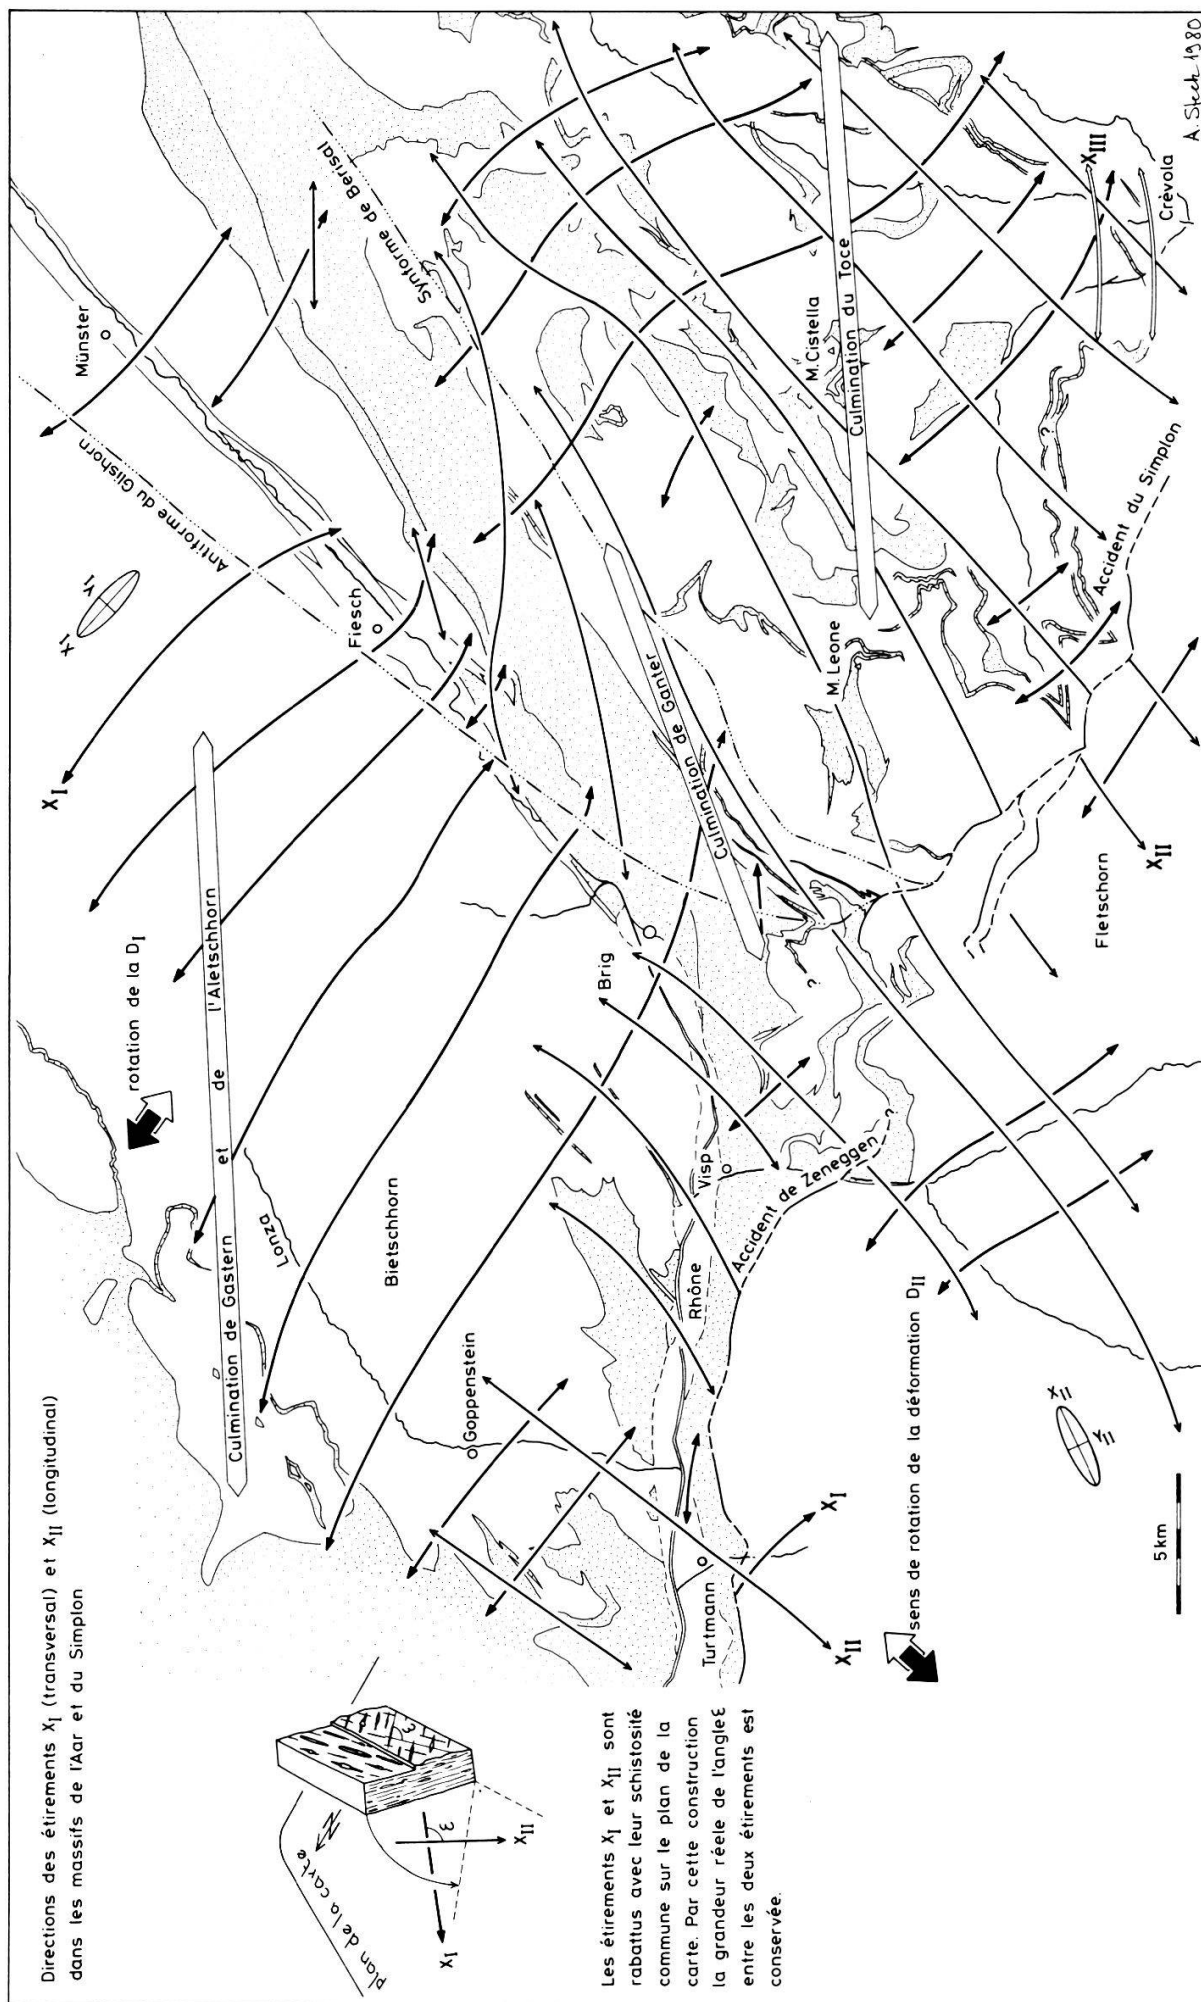 Directions des étirements XI (transversal) et XII (longitudinal)
dans les massifs de l'Aar et du Simplon
plan de la carte
N
ε
ε
XI
XII
Les étirements XI et XII sont
rabattus avec leur schistosité
commune sur le plan de la
carte. Par cette construction
la grandeur réele de l'angle ε
entre les deux étirements est
conservée.
Culmination de Gastern et de l'Aletschhorn
rotation de la DI
XI
XI
YI
Münster
Antiforme du Glishorn
Fiesch
Synforme de Berisal
Lonza
Bietschhorn
Goppenstein
Brig
Visp
Rhône
Turtmann
XI
XII
Accident de Zeneggen
?
?
Culmination de Ganter
M. Leone
M. Cistella
Culmination du Toce
?
Accident du Simplon
XIII
Crévola
Fletschorn
XII
sens de rotation de la déformation DII
XII
YII
5 km
A. Steck 1980